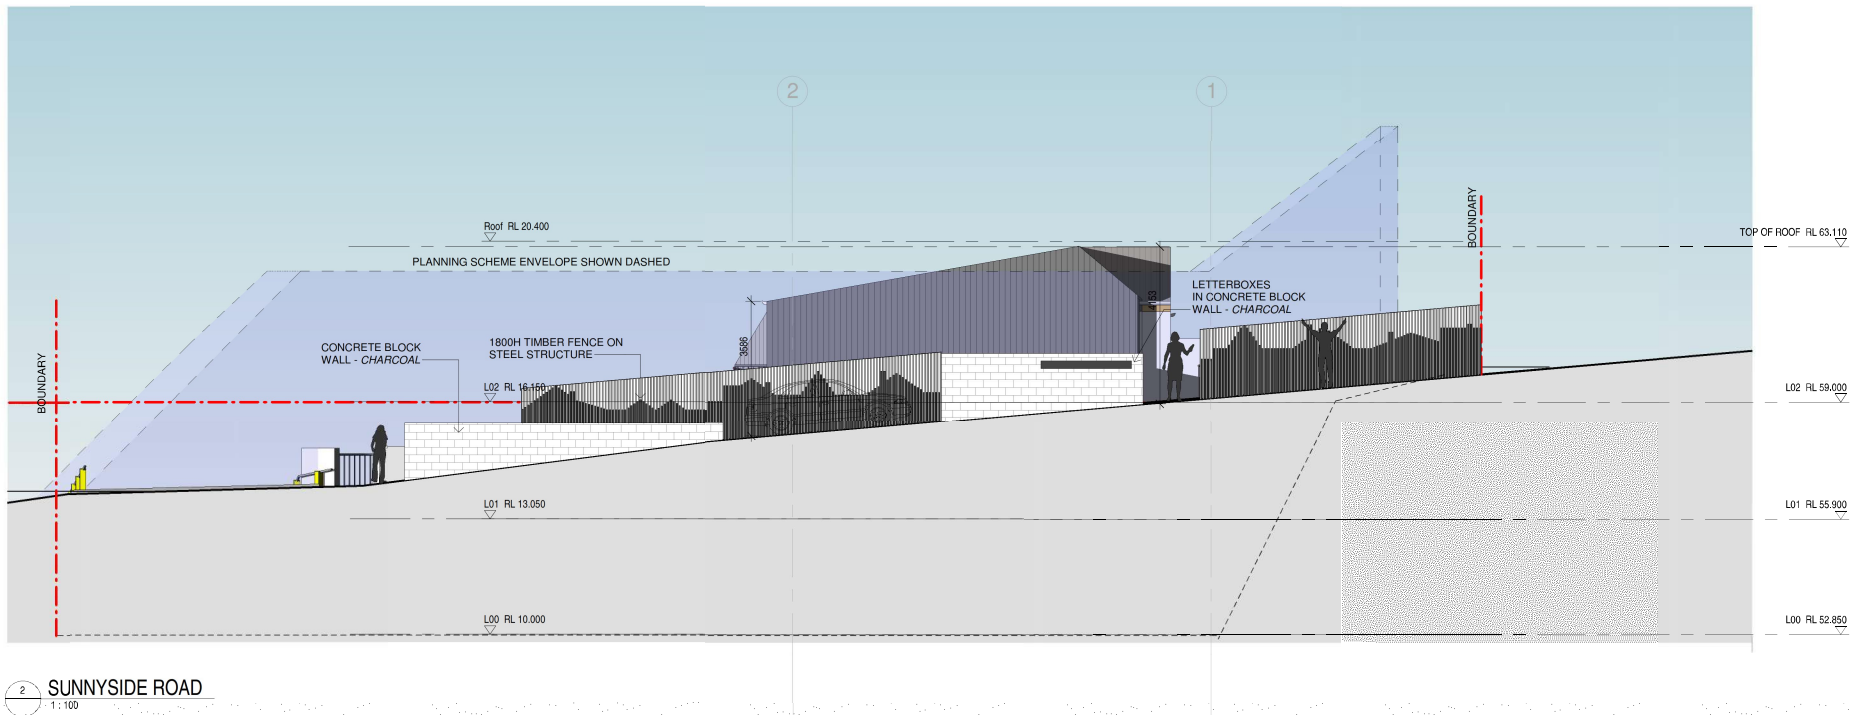 2
1
BOUNDARY
Roof RL 20.400
TOP OF ROOF RL 63.110
PLANNING SCHEME ENVELOPE SHOWN DASHED
LETTERBOXES
IN CONCRETE BLOCK
WALL - CHARCOAL
4153
3586
1800H TIMBER FENCE ON
STEEL STRUCTURE
CONCRETE BLOCK
WALL - CHARCOAL
BOUNDARY
L02 RL 16.150
L02 RL 59.000
L01 RL 13.050
L01 RL 55.900
L00 RL 10.000
L00 RL 52.850
2
SUNNYSIDE ROAD
1 : 100